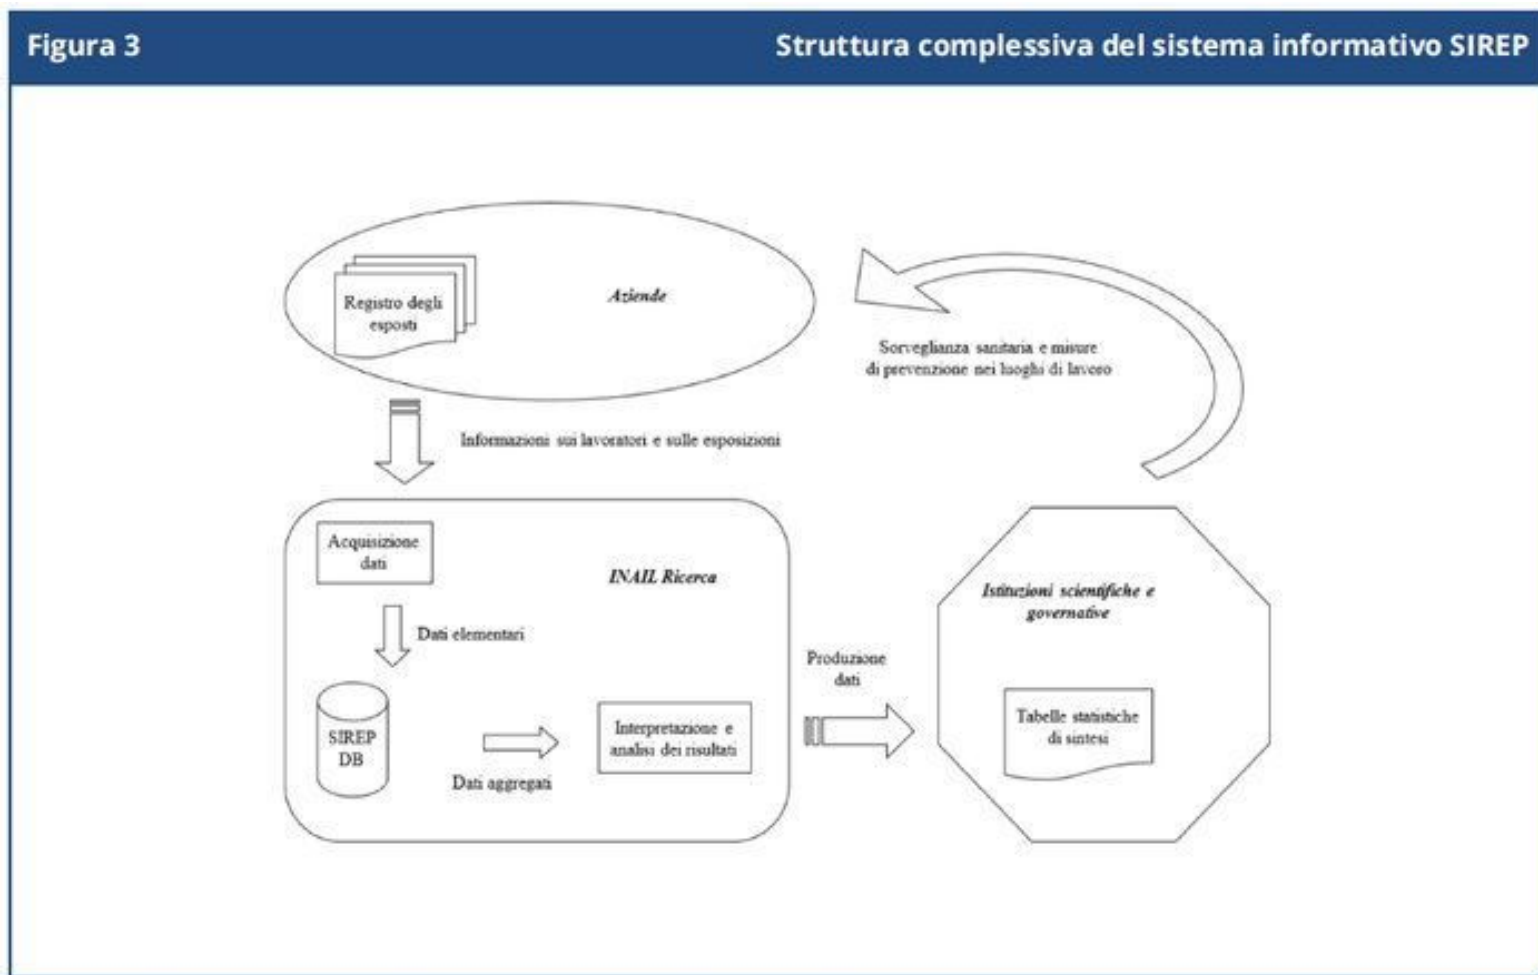 Figura 3
Struttura complessiva del sistema informativo SIREP
Registro degli
esposti
Aziende
Sorveglianza sanitaria e misure
di prevenzione nei luoghi di lavoro
Informazioni sui lavoratori e sulle esposizioni
Acquisizione
dati
INAIL Ricerca
Dati elementari
SIREP
DB
Dati aggregati
Interpretazione e
analisi dei risultati
Produzione
dati
Istituzioni scientifiche e
governative
Tabelle statistiche
di sintesi